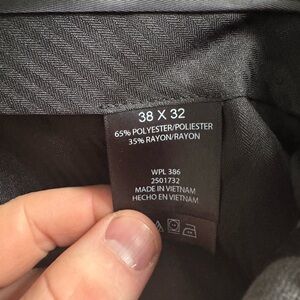 38 X 32
65% POLYESTER/POLIESTER
35% RAYON/RAYON
WPL 386
2501732
MADE IN VIETNAM
HECHO EN VIETNAM